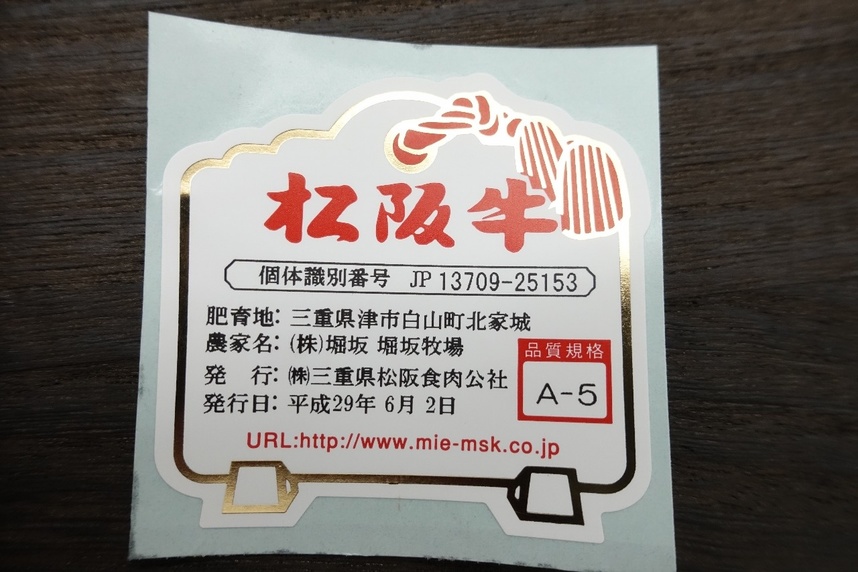 松阪牛
個体識別番号 JP 13709-25153
肥育地: 三重県津市白山町北家城
農家名: (株)堀坂 堀坂牧場
発 行: ㈱三重県松阪食肉公社
発行日: 平成29年 6月 2日
品質規格
A-5
URL:http://www.mie-msk.co.jp